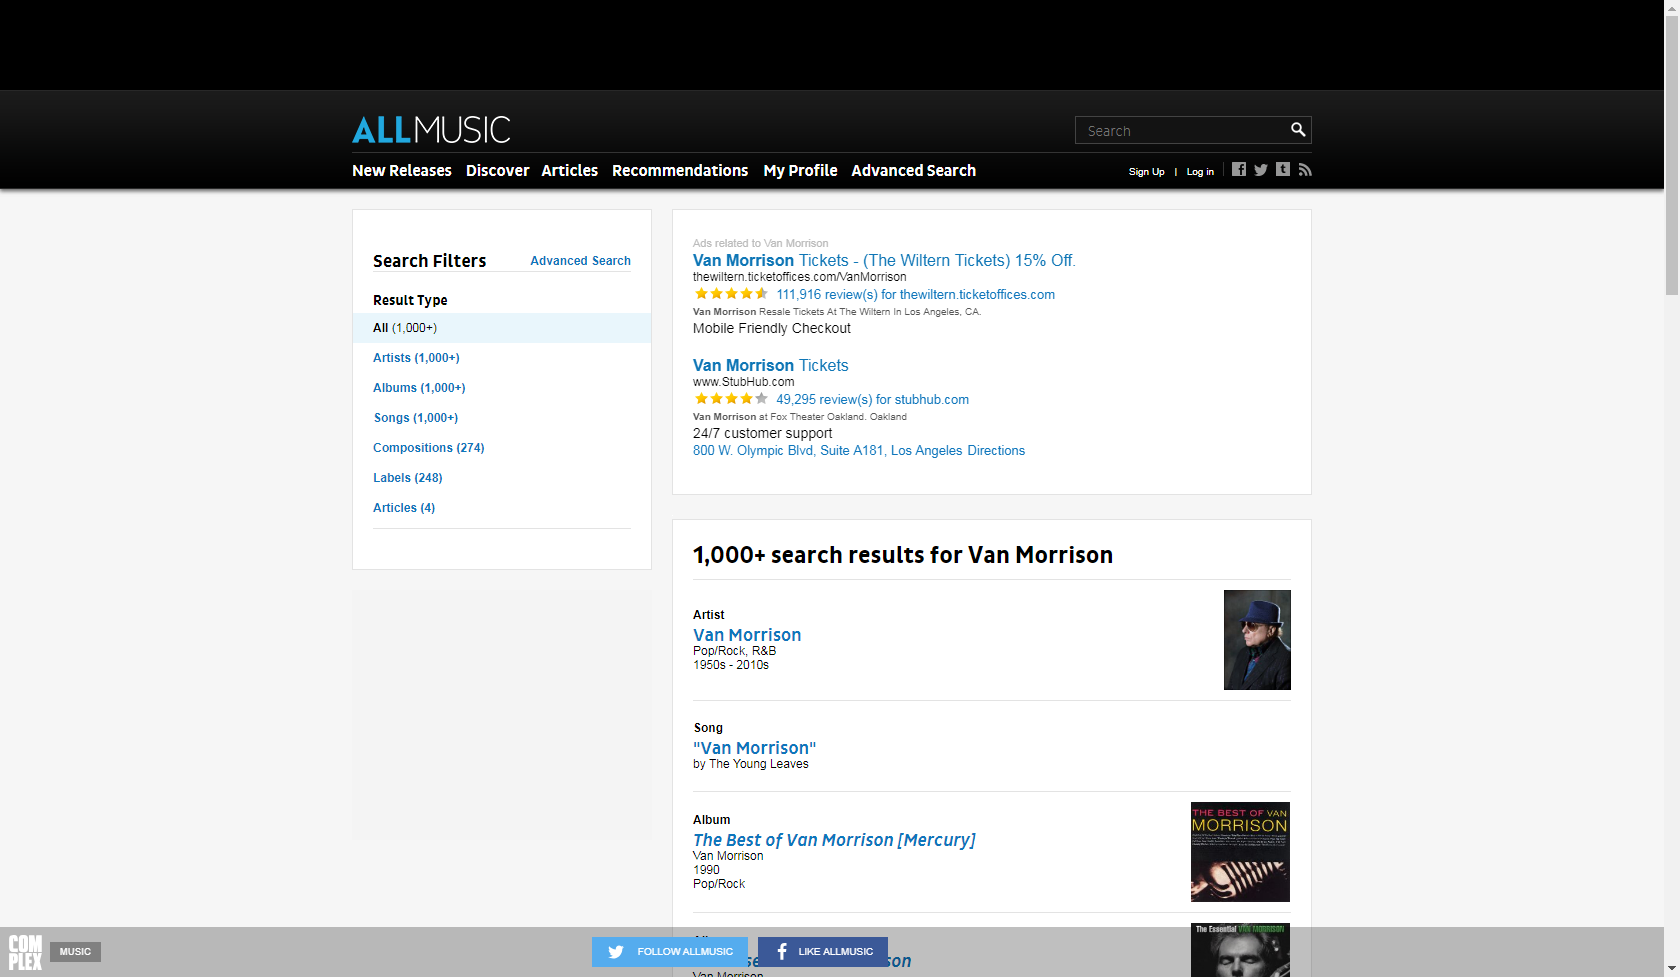 ALLMUSIC
Search
New Releases Discover Articles Recommendations My Profile Advanced Search
Sign Up | Log in
Search Filters Advanced Search
Result Type
All (1,000+)
Artists (1,000+)
Albums (1,000+)
Songs (1,000+)
Compositions (274)
Labels (248)
Articles (4)
Ads related to Van Morrison
Van Morrison Tickets - (The Wiltern Tickets) 15% Off.
thewiltern.ticketoffices.com/VanMorrison
111,916 review(s) for thewiltern.ticketoffices.com
Van Morrison Resale Tickets At The Wiltern In Los Angeles, CA.
Mobile Friendly Checkout
Van Morrison Tickets
www.StubHub.com
49,295 review(s) for stubhub.com
Van Morrison at Fox Theater Oakland. Oakland
24/7 customer support
800 W. Olympic Blvd, Suite A181, Los Angeles Directions
1,000+ search results for Van Morrison
Artist
Van Morrison
Pop/Rock, R&B
1950s - 2010s
Song
"Van Morrison"
by The Young Leaves
Album
The Best of Van Morrison [Mercury]
Van Morrison
1990
Pop/Rock
THE BEST OF VAN
MORRISON
The Essential VAN MORRISON
Van Morrison
COMPLEX
MUSIC
FOLLOW ALLMUSIC
LIKE ALLMUSIC